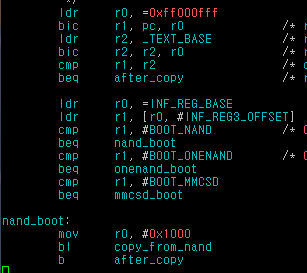 */
ldr r0, =0xff000fff
bic r1, pc, r0 /* r
ldr r2, _TEXT_BASE
bic r2, r2, r0 /* r
cmp r1, r2 /*
beq after_copy
ldr r0, =INF_REG_BASE
ldr r1, [r0, #INF_REG3_OFFSET]
cmp r1, #BOOT_NAND /* 0
beq nand_boot
cmp r1, #BOOT_ONENAND /* 0
beq onenand_boot
cmp r1, #BOOT_MMCSD
beq mmcsd_boot
nand_boot:
mov r0, #0x1000
bl copy_from_nand
b after_copy